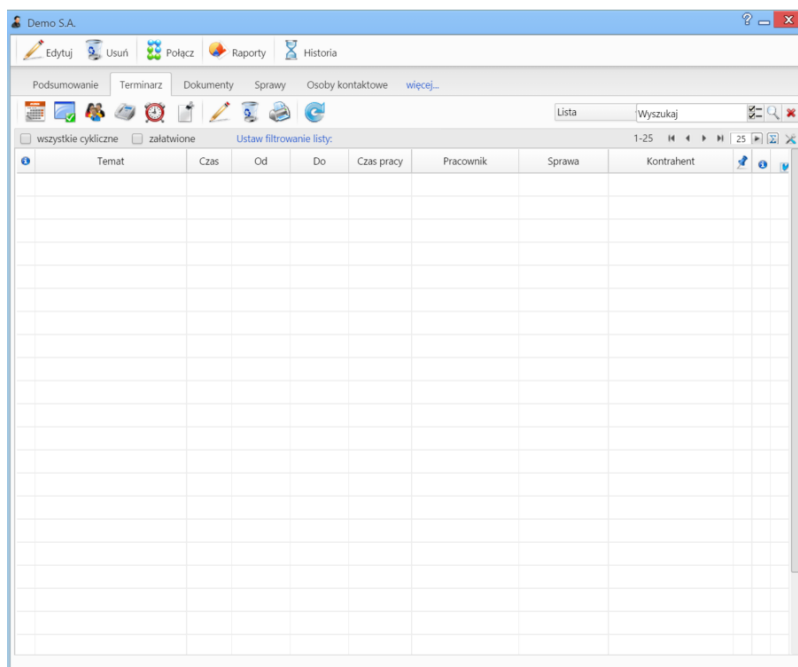 Demo S.A.
Edytuj Usuń Połącz Raporty Historia
Podsumowanie Terminarz Dokumenty Sprawy Osoby kontaktowe więcej...
Lista Wyszukaj
wszystkie cykliczne załatwione Ustaw filtrowanie listy: 1-25 25
Temat Czas Od Do Czas pracy Pracownik Sprawa Kontrahent